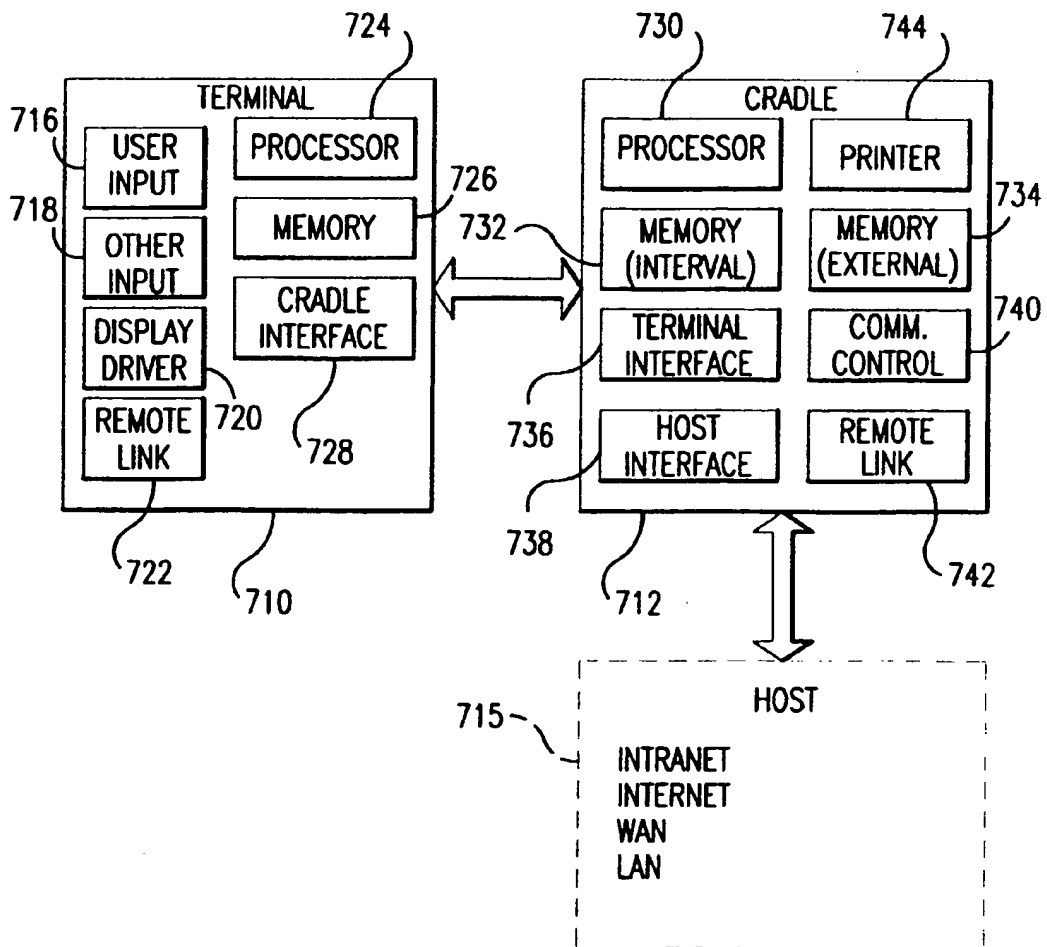 724
730
744
TERMINAL
CRADLE
716
USER
INPUT
PROCESSOR
PROCESSOR
PRINTER
718
OTHER
INPUT
MEMORY
726
732
MEMORY
(INTERVAL)
MEMORY
(EXTERNAL)
734
DISPLAY
DRIVER
720
CRADLE
INTERFACE
728
TERMINAL
INTERFACE
736
COMM.
CONTROL
740
REMOTE
LINK
722
HOST
INTERFACE
738
REMOTE
LINK
742
710
712
715
HOST
INTRANET
INTERNET
WAN
LAN